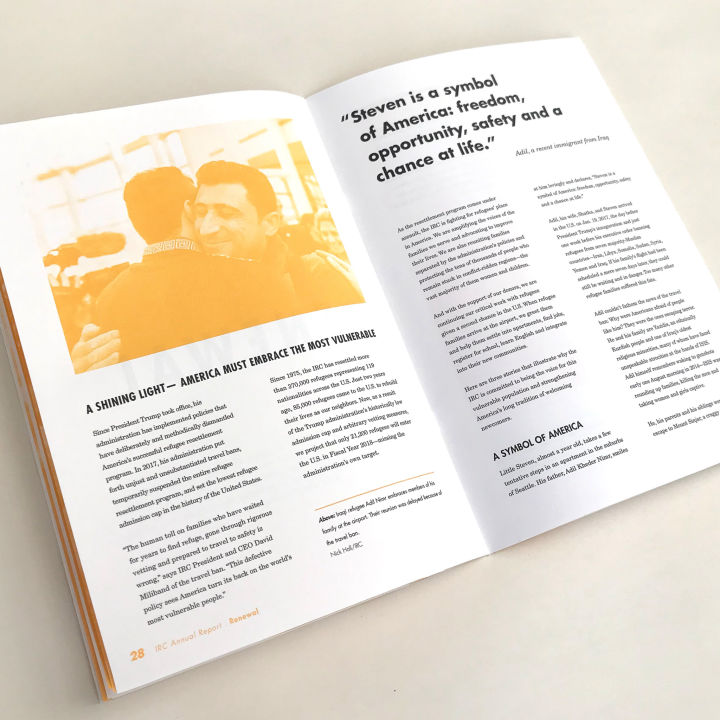 A SHINING LIGHT— AMERICA MUST EMBRACE THE MOST VULNERABLE
Since President Trump took office, his
administration has implemented policies that
have deliberately and methodically dismantled
America's successful refugee resettlement
program. In 2017, his administration put
forth unjust and unsubstantiated travel bans,
temporarily suspended the entire refugee
resettlement program, and set the lowest refugee
admission cap in the history of the United States.
"The human toll on families who have waited
for years to find refuge, gone through rigorous
vetting and prepared to travel to safety is
wrong," says IRC President and CEO David
Miliband of the travel ban. "This defective
policy sees America turn its back on the world's
most vulnerable people."
Since 1975, the IRC has resettled more
than 370,000 refugees representing 119
nationalities across the U.S. Just two years
ago, 85,000 refugees came to the U.S. to rebuild
their lives as our neighbors. Now, as a result
of the Trump administration's historically low
admission cap and arbitrary vetting measures,
we project that only 21,200 refugees will enter
the U.S. in Fiscal Year 2018—missing the
administration's own target.
Above: Iraqi refugee Adil Nimr embraces members of his
family at the airport. Their reunion was delayed because of
the travel ban.
Nick Hall/IRC
28 IRC Annual Report : Renewal
"Steven is a symbol
of America: freedom,
opportunity, safety and a
chance at life."
Adil, a recent immigrant from Iraq
As the resettlement program comes under
assault, the IRC is fighting for refugees' place
in America. We are amplifying the voices of the
families we serve and advocating to improve
their lives. We are also reuniting families
separated by the administration's policies and
protecting the tens of thousands of people who
remain stuck in conflict-ridden regions—the
vast majority of them women and children.
And with the support of our donors, we are
continuing our critical work with refugees
given a second chance in the U.S. When refugee
families arrive at the airport, we greet them
and help them settle into apartments, find jobs,
register for school, learn English and integrate
into their new communities.
Here are three stories that illustrate why the
IRC is committed to being the voice for this
vulnerable population and strengthening
America's long tradition of welcoming
newcomers.
A SYMBOL OF AMERICA
Little Steven, almost a year old, takes a few
tentative steps in an apartment in the suburbs
of Seattle. His father, Adil Kheder Nimr, smiles
at him lovingly and declares, "Steven is a
symbol of America: freedom, opportunity, safety
and a chance at life."
Adil, his wife, Shatha, and Steven arrived
in the U.S. on Jan. 19, 2017, the day before
President Trump's inauguration and just
one week before his executive order banning
refugees from seven majority-Muslim
countries—Iran, Libya, Somalia, Sudan, Syria,
Yemen and Iraq. If his family's flight had been
scheduled a mere seven days later, they could
still be waiting and in danger. Too many other
refugee families suffered this fate.
Adil couldn't fathom the news of the travel
ban. Why were Americans afraid of people
like him? They were the ones escaping terror.
He and his family are Yazidis, an ethnically
Kurdish people and one of Iraq's oldest
religious minorities, many of whom have faced
unspeakable atrocities at the hands of ISIS.
Adil himself remembers waking to gunshots
early one August morning in 2014—ISIS was
rounding up families, killing the men and
taking women and girls captive.
He, his parents and his siblings were
escape to Mount Sinjar, a craggy